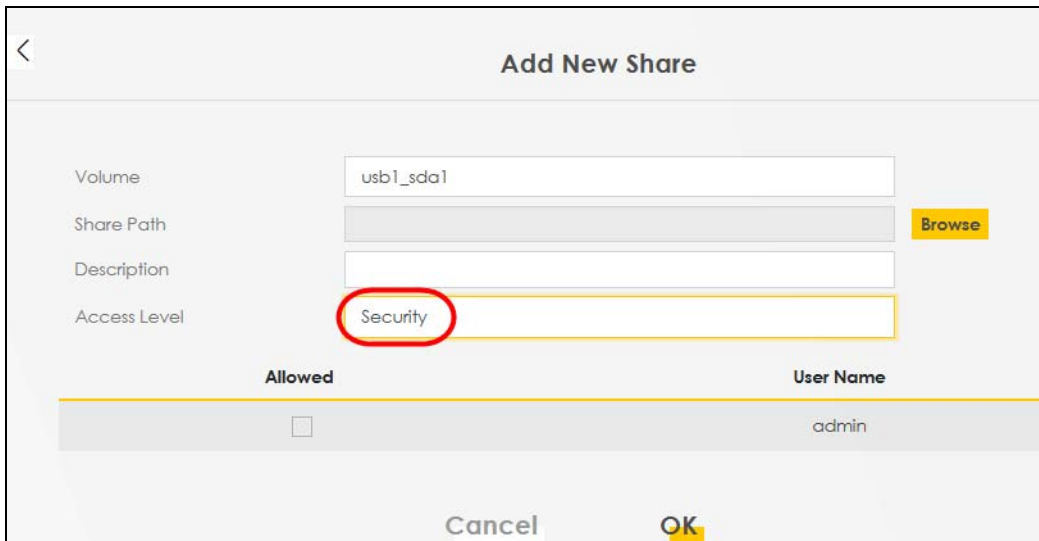 Add New Share
Volume usb1_sda1
Share Path Browse
Description
Access Level Security
Allowed User Name
admin
Cancel OK